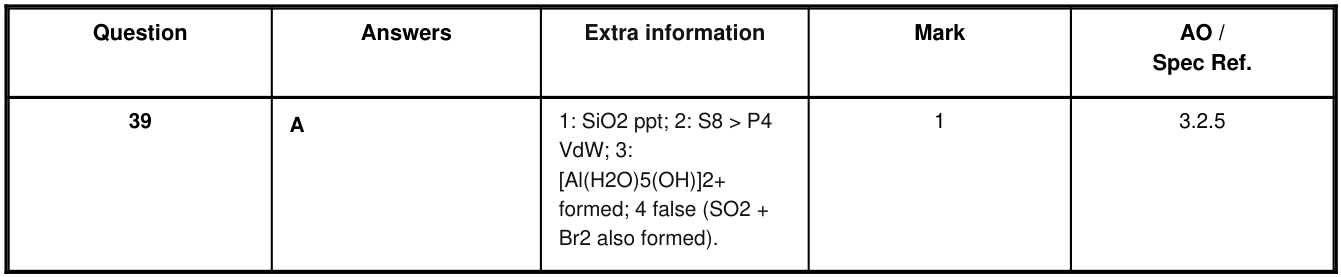 Question Answers Extra information Mark AO /
Spec Ref.
39 A 1: SiO2 ppt; 2: S8 > P4 1 3.2.5
VdW; 3:
[Al(H2O)5(OH)]2+
formed; 4 false (SO2 +
Br2 also formed).